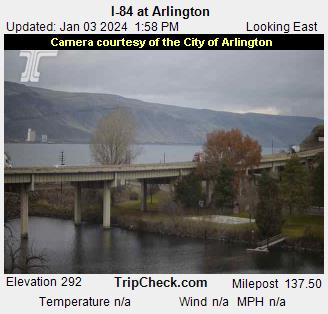 I-84 at Arlington
Updated: Jan 03 2024 1:58 PM Looking East
Camera courtesy of the City of Arlington
Elevation 292 TripCheck.com Milepost 137.50
Temperature n/a Wind n/a MPH n/a